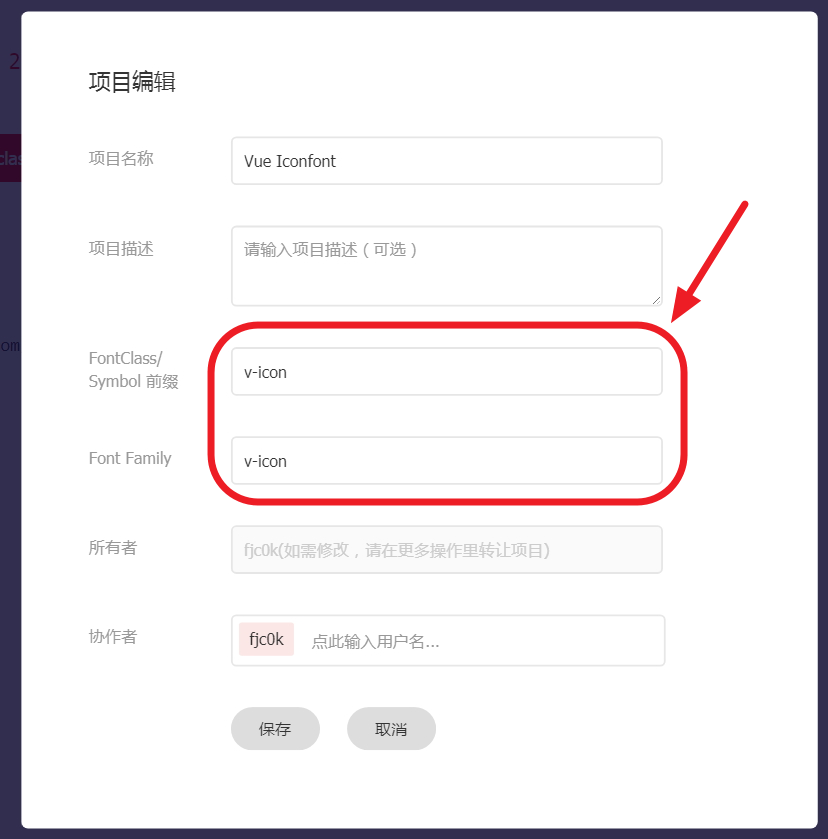 2
项目编辑
项目名称
Vue Iconfont
clas
项目描述
请输入项目描述（可选）
om
FontClass/
Symbol 前缀
v-icon
Font Family
v-icon
所有者
fjc0k(如需修改，请在更多操作里转让项目)
协作者
fjc0k
点此输入用户名...
保存
取消